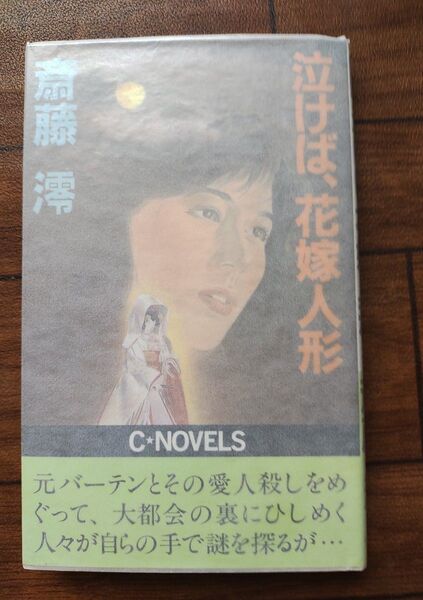 泣けば、花嫁人形
斎藤 澪
C★NOVELS
元バーテンとその愛人殺しをめ
ぐって、大都会の裏にひしめく
人々が自らの手で謎を探るが…